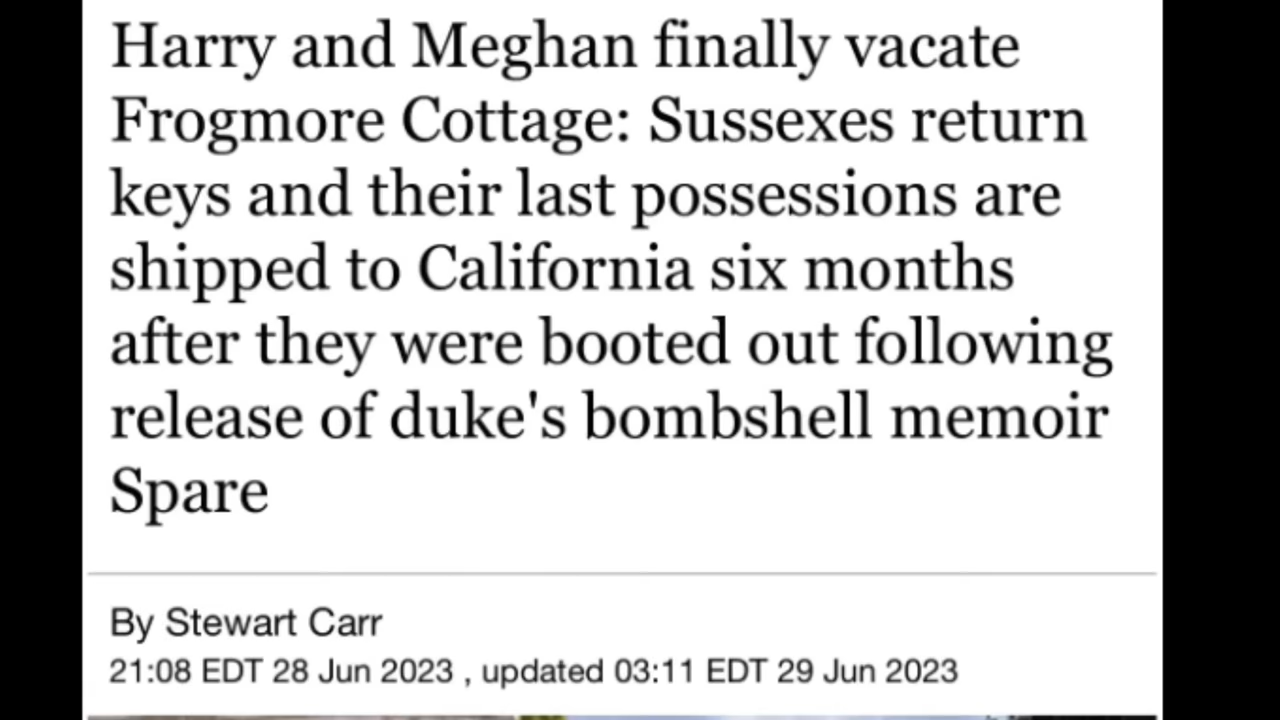 Harry and Meghan finally vacate
Frogmore Cottage: Sussexes return
keys and their last possessions are
shipped to California six months
after they were booted out following
release of duke's bombshell memoir
Spare
By Stewart Carr
21:08 EDT 28 Jun 2023 , updated 03:11 EDT 29 Jun 2023